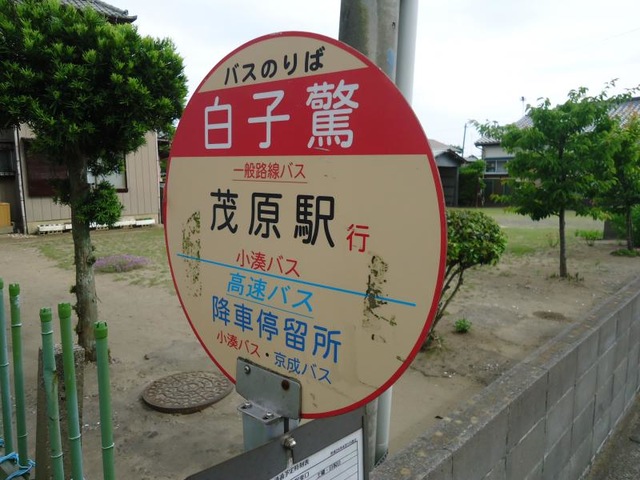 バスのりば
白子驚
一般路線バス
茂原駅行
小湊バス
高速バス
降車停留所
小湊バス・京成バス